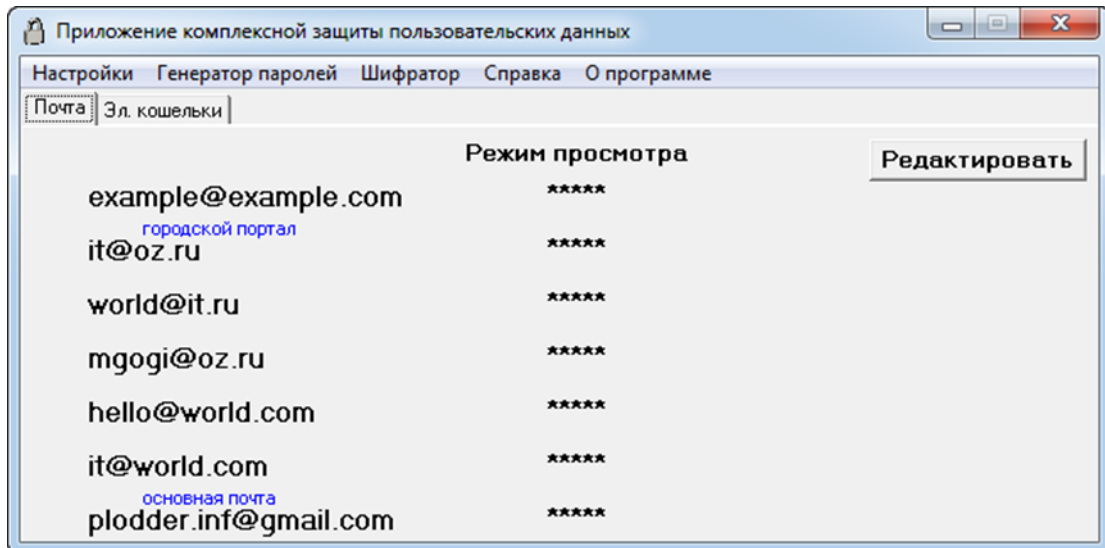 Приложение комплексной защиты пользовательских данных
Настройки Генератор паролей Шифратор Справка О программе
Почта Эл. кошельки
Режим просмотра Редактировать
example@example.com *****
городской портал
it@oz.ru *****
world@it.ru *****
mgogi@oz.ru *****
hello@world.com *****
it@world.com *****
основная почта
plodder.inf@gmail.com *****